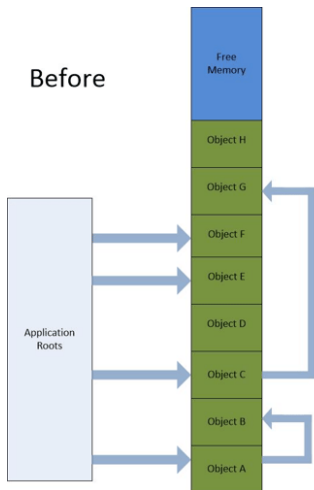 Before
Free
Memory
Object H
Object G
Object F
Object E
Object D
Application
Roots
Object C
Object B
Object A